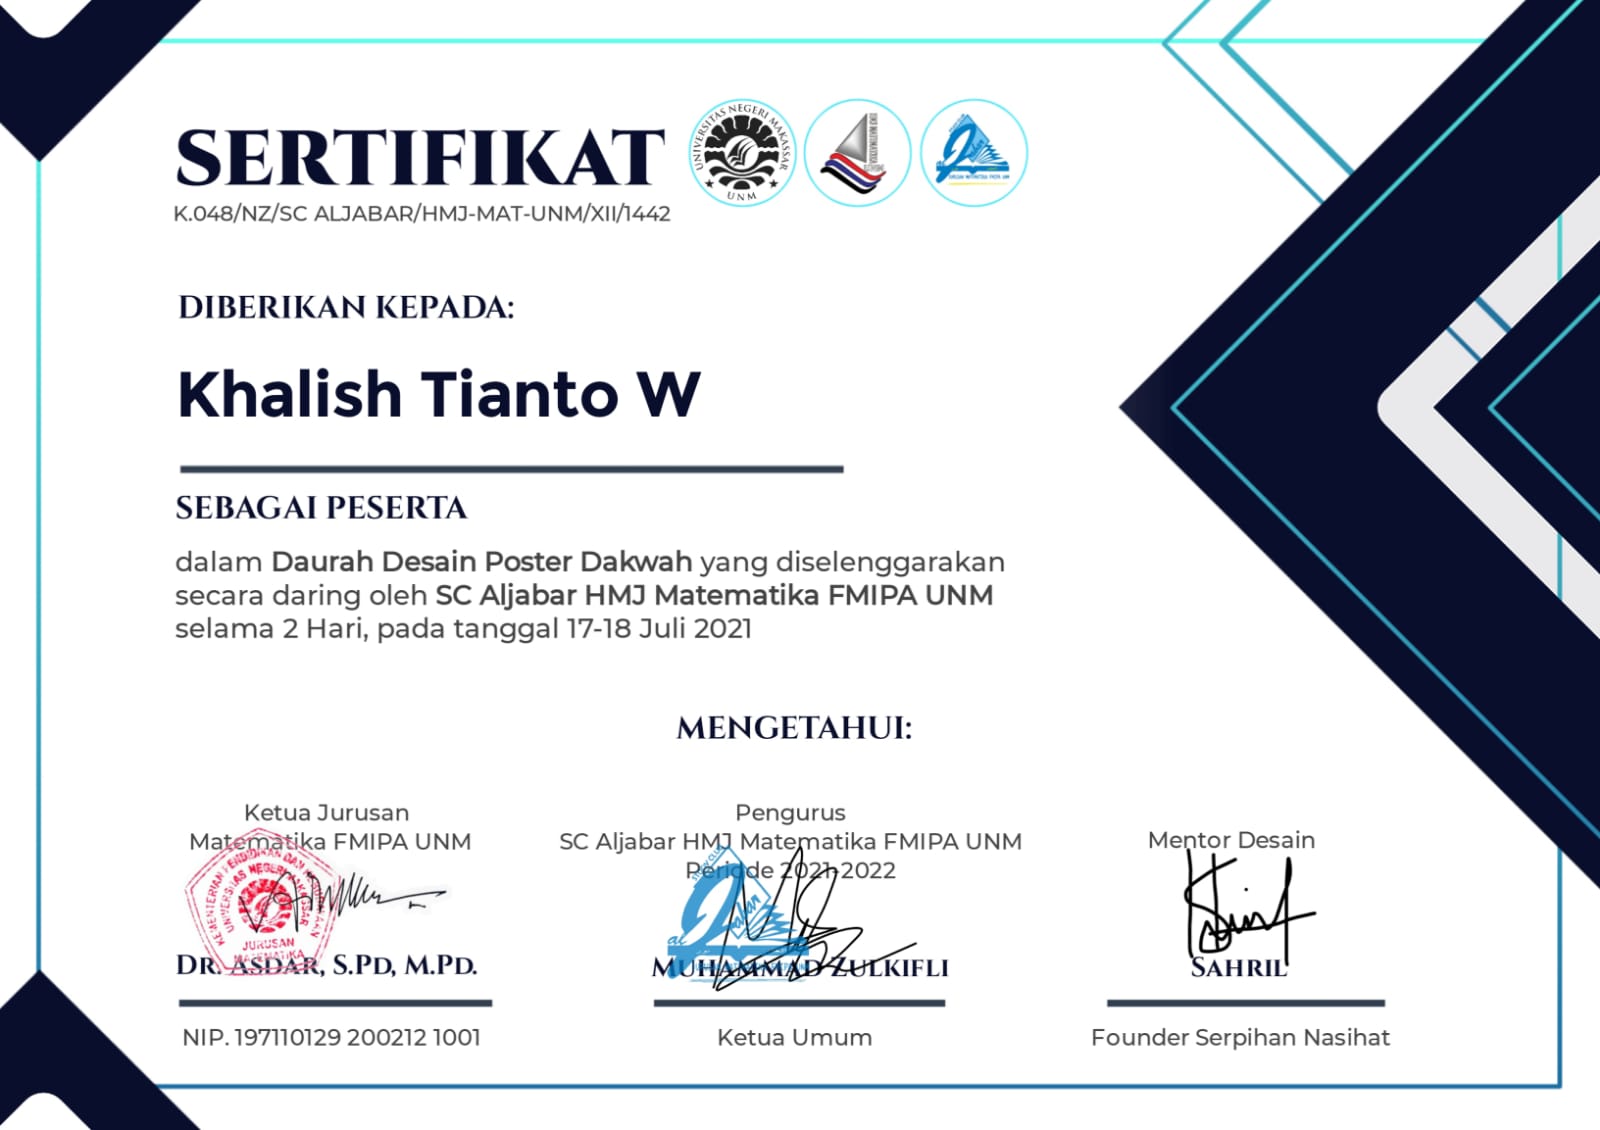 SERTIFIKAT
K.048/NZ/SC ALJABAR/HMJ-MAT-UNM/XII/1442
UNIVERSITAS NEGERI MAKASSAR
UNM
DIBERIKAN KEPADA:
Khalish Tianto W
SEBAGAI PESERTA
dalam Daurah Desain Poster Dakwah yang diselenggarakan
secara daring oleh SC Aljabar HMJ Matematika FMIPA UNM
selama 2 Hari, pada tanggal 17-18 Juli 2021
MENGETAHUI:
Ketua Jurusan
Matematika FMIPA UNM
UNIVERSITAS NEGERI MAKASSAR
JURUSAN
MATEMATIKA
DR. ASDAR, S.PD, M.PD.
NIP. 197110129 200212 1001
Pengurus
SC Aljabar HMJ Matematika FMIPA UNM
Periode 2021-2022
MUHAMMAD ZULKIFLI
Ketua Umum
Mentor Desain
SAHRIL
Founder Serpihan Nasihat